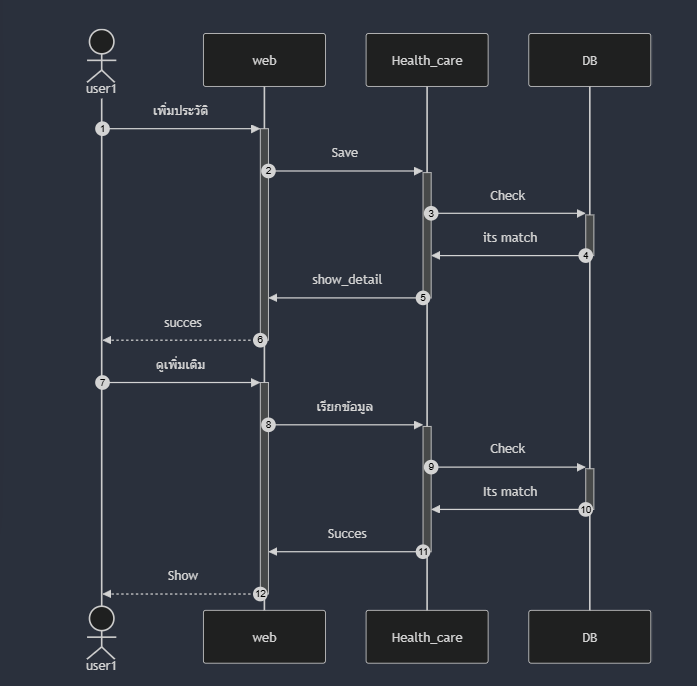 web
Health_care
DB
user1
เพิ่มประวัติ
1
Save
2
Check
3
its match
4
show_detail
5
succes
6
ดูเพิ่มเติม
7
เรียกข้อมูล
8
Check
9
Its match
10
Succes
11
Show
12
web
Health_care
DB
user1